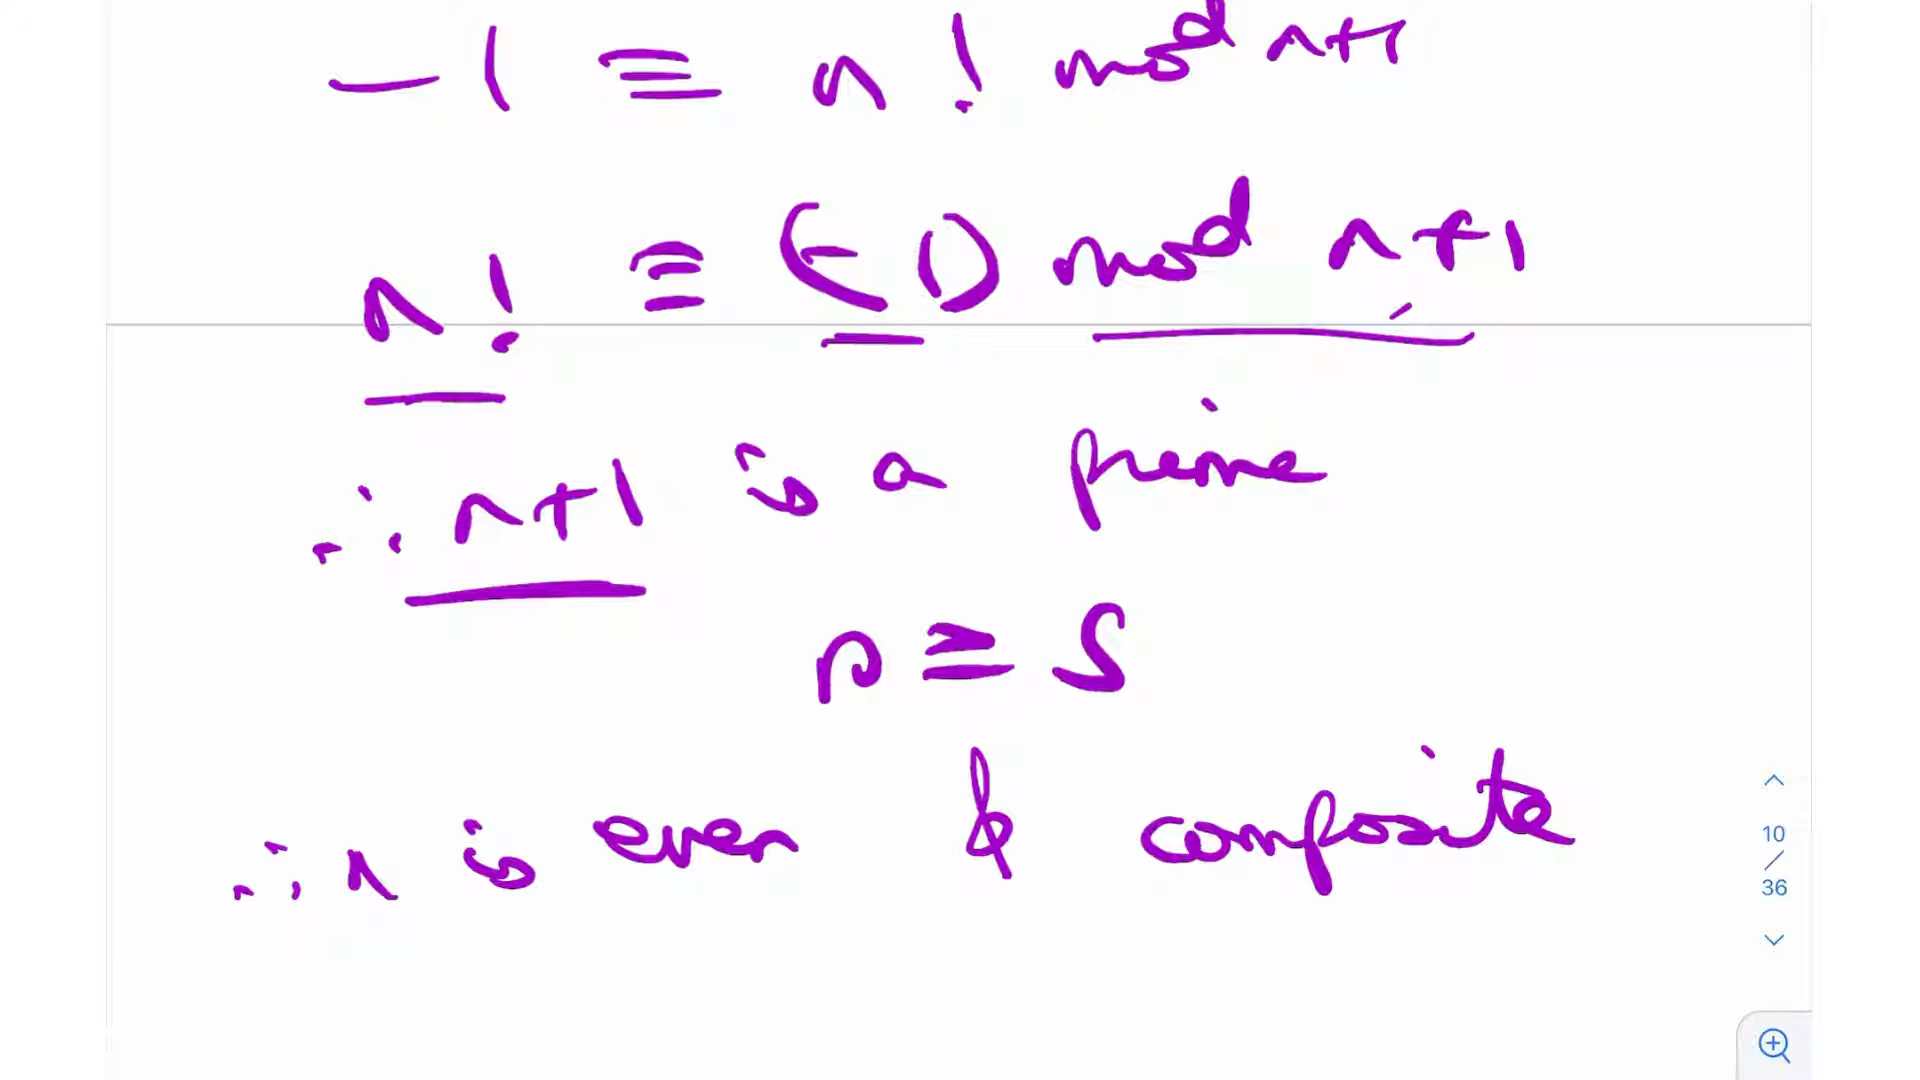 -1 ≡ n! mod n+1
n! ≡ (-1) mod n+1
∴ n+1 is a prime
n ≥ 5
∴ n is even & composite
10
/
36